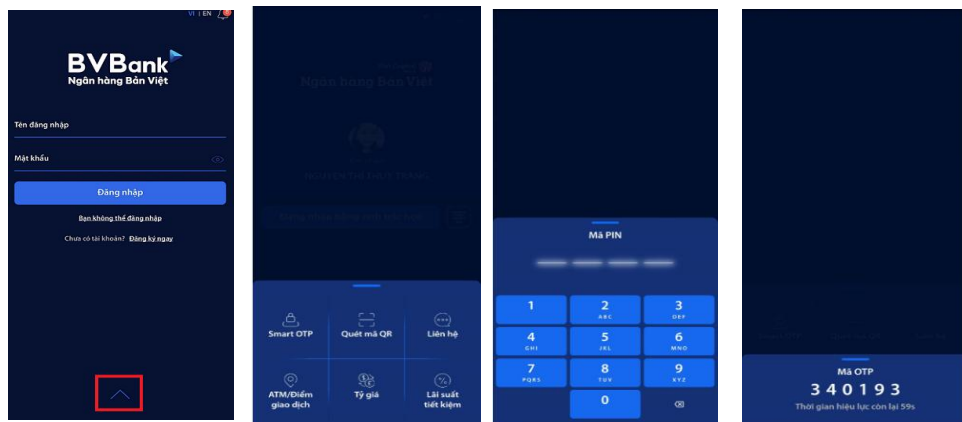 VI | EN
BVBank
Ngân hàng Bản Việt
Tên đăng nhập
Mật khẩu
Đăng nhập
Bạn không thể đăng nhập
Chưa có tài khoản? Đăng ký ngay
Ngân hàng Bản Việt
Smart OTP
Quét mã QR
Liên hệ
ATM/Điểm
giao dịch
Tỷ giá
Lãi suất
tiết kiệm
Mã PIN
1
2
ABC
3
DEF
4
GHI
5
JKL
6
MNO
7
PQRS
8
TUV
9
XYZ
0
Mã OTP
340193
Thời gian hiệu lực còn lại 59s